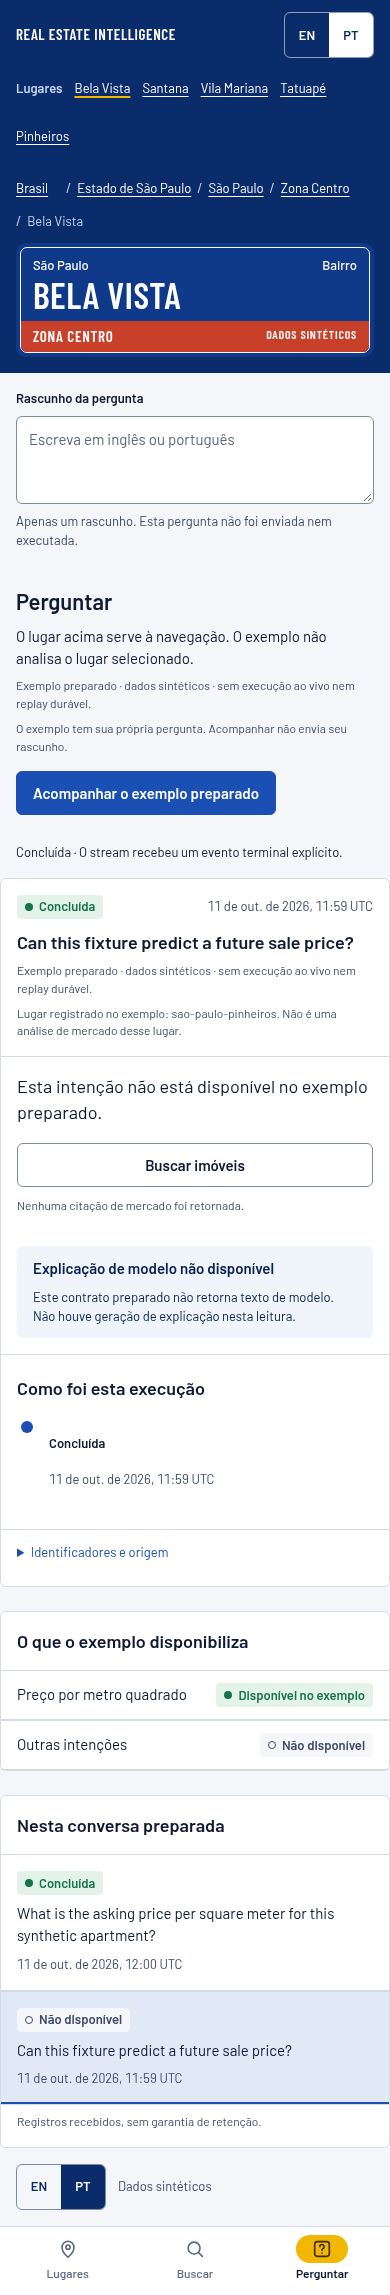 REAL ESTATE INTELLIGENCE
EN PT
Lugares Bela Vista Santana Vila Mariana Tatuapé
Pinheiros
Brasil / Estado de São Paulo / São Paulo / Zona Centro
/ Bela Vista
São Paulo Bairro
BELA VISTA
ZONA CENTRO DADOS SINTÉTICOS
Rascunho da pergunta
Escreva em inglês ou português
Apenas um rascunho. Esta pergunta não foi enviada nem
executada.
Perguntar
O lugar acima serve à navegação. O exemplo não
analisa o lugar selecionado.
Exemplo preparado · dados sintéticos · sem execução ao vivo nem
replay durável.
O exemplo tem sua própria pergunta. Acompanhar não envia seu
rascunho.
Acompanhar o exemplo preparado
Concluída · O stream recebeu um evento terminal explícito.
Concluída 11 de out. de 2026, 11:59 UTC
Can this fixture predict a future sale price?
Exemplo preparado · dados sintéticos · sem execução ao vivo nem
replay durável.
Lugar registrado no exemplo: sao-paulo-pinheiros. Não é uma
análise de mercado desse lugar.
Esta intenção não está disponível no exemplo
preparado.
Buscar imóveis
Nenhuma citação de mercado foi retornada.
Explicação de modelo não disponível
Este contrato preparado não retorna texto de modelo.
Não houve geração de explicação nesta leitura.
Como foi esta execução
Concluída
11 de out. de 2026, 11:59 UTC
Identificadores e origem
O que o exemplo disponibiliza
Preço por metro quadrado Disponível no exemplo
Outras intenções Não disponível
Nesta conversa preparada
Concluída
What is the asking price per square meter for this
synthetic apartment?
11 de out. de 2026, 12:00 UTC
Não disponível
Can this fixture predict a future sale price?
11 de out. de 2026, 11:59 UTC
Registros recebidos, sem garantia de retenção.
EN PT Dados sintéticos
Lugares Buscar Perguntar